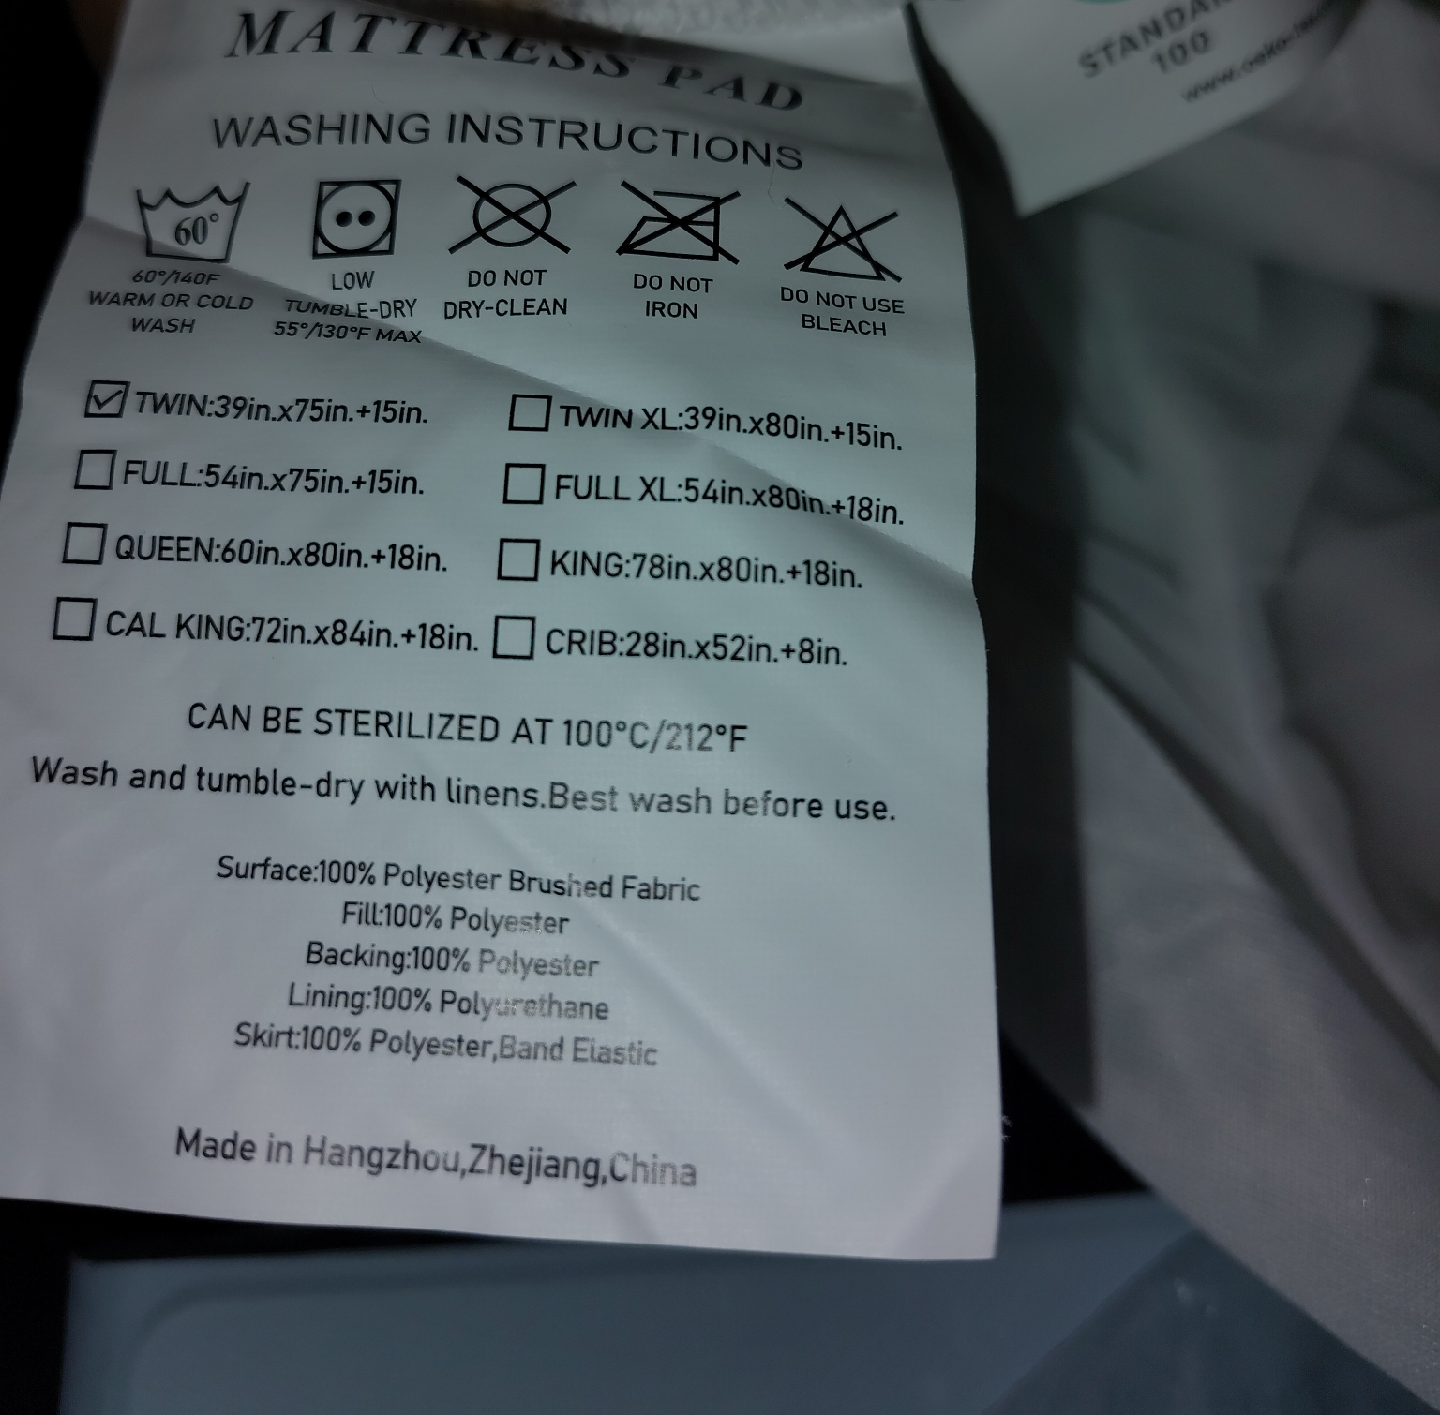 MATTRESS PAD
WASHING INSTRUCTIONS
60°
60°/140F
WARM OR COLD
WASH
LOW
TUMBLE-DRY
55°/130°F MAX
DO NOT
DRY-CLEAN
DO NOT
IRON
DO NOT USE
BLEACH
TWIN:39in.x75in.+15in.
TWIN XL:39in.x80in.+15in.
FULL:54in.x75in.+15in.
FULL XL:54in.x80in.+18in.
QUEEN:60in.x80in.+18in.
KING:78in.x80in.+18in.
CAL KING:72in.x84in.+18in.
CRIB:28in.x52in.+8in.
CAN BE STERILIZED AT 100°C/212°F
Wash and tumble-dry with linens.Best wash before use.
Surface:100% Polyester Brushed Fabric
Fill:100% Polyester
Backing:100% Polyester
Lining:100% Polyurethane
Skirt:100% Polyester,Band Elastic
Made in Hangzhou,Zhejiang,China
100